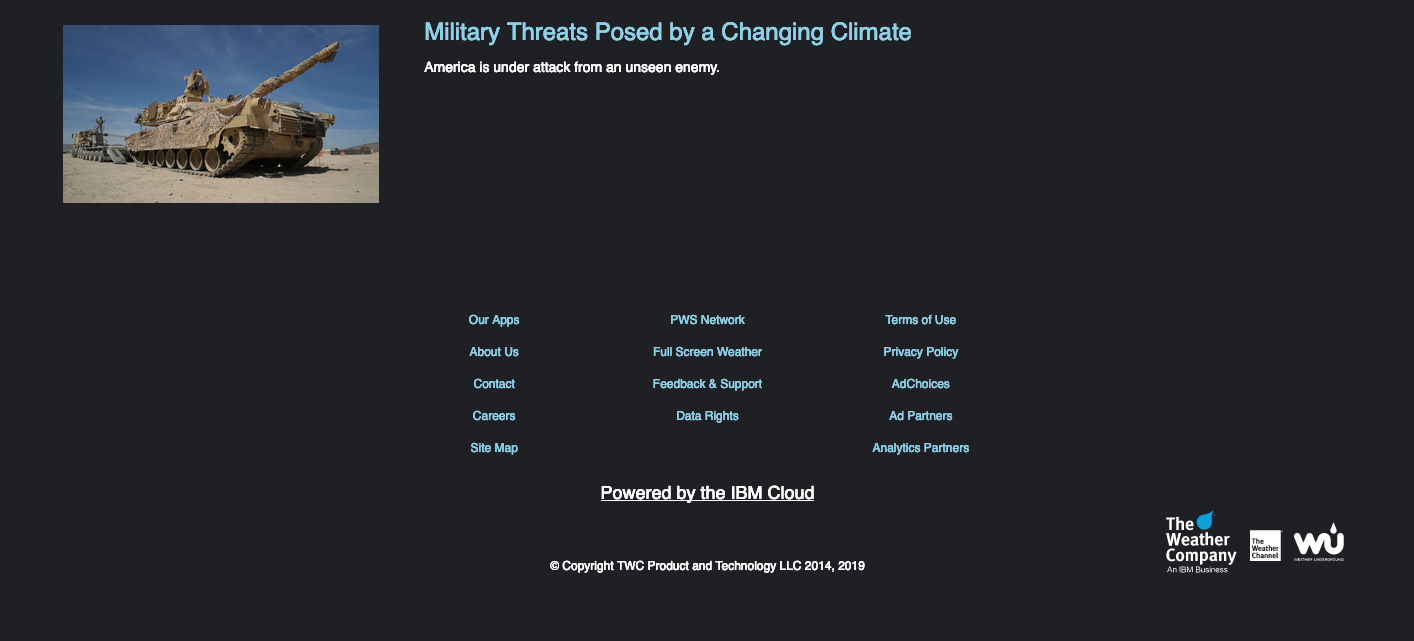 Military Threats Posed by a Changing Climate
America is under attack from an unseen enemy.
Our Apps
About Us
Contact
Careers
Site Map
PWS Network
Full Screen Weather
Feedback & Support
Data Rights
Terms of Use
Privacy Policy
AdChoices
Ad Partners
Analytics Partners
Powered by the IBM Cloud
© Copyright TWC Product and Technology LLC 2014, 2019
The
Weather
Company
An IBM Business
The
Weather
Channel
WU
WEATHER UNDERGROUND